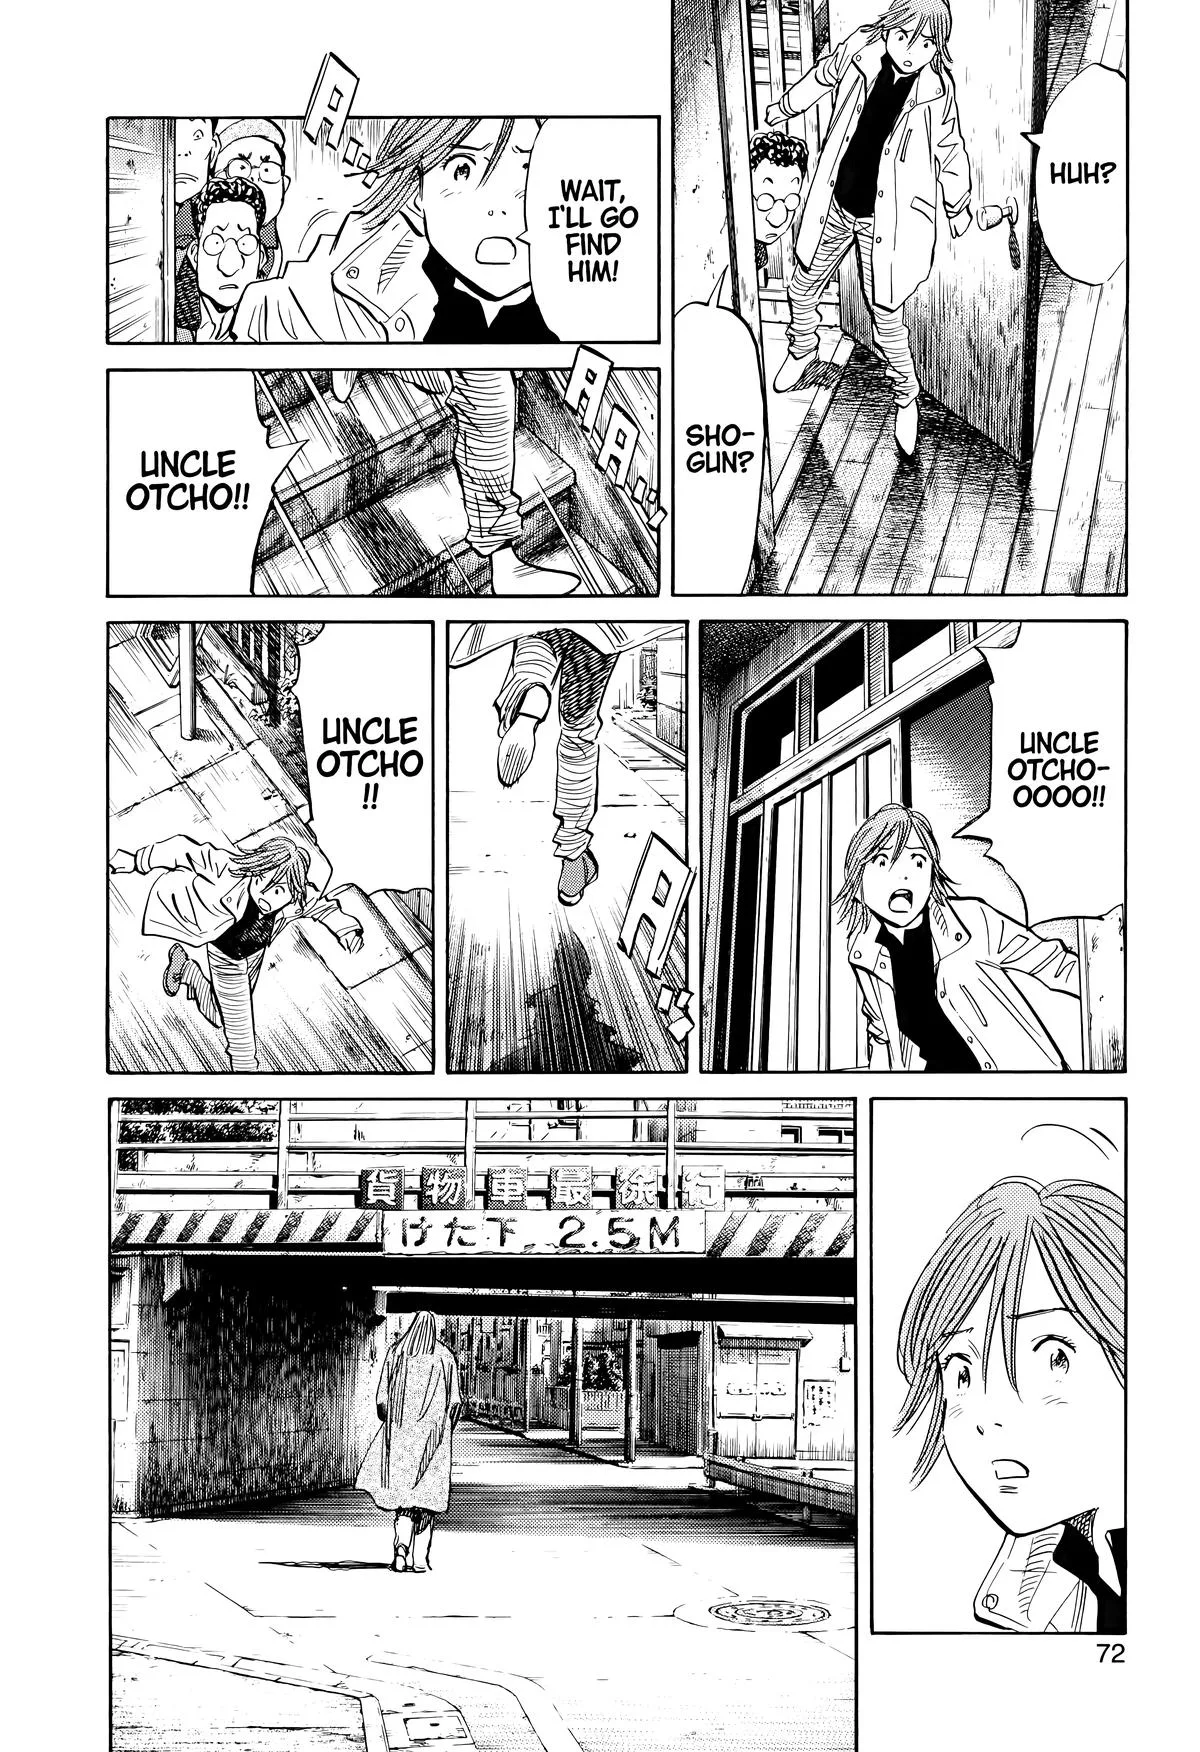 HUH?
SHO-
GUN?
WAIT,
I'LL GO
FIND
HIM!
UNCLE
OTCHO!!
UNCLE
OTCHO-
OOOO!!
UNCLE
OTCHO
!!
貨物車最徐行
けた下 2.5M
72